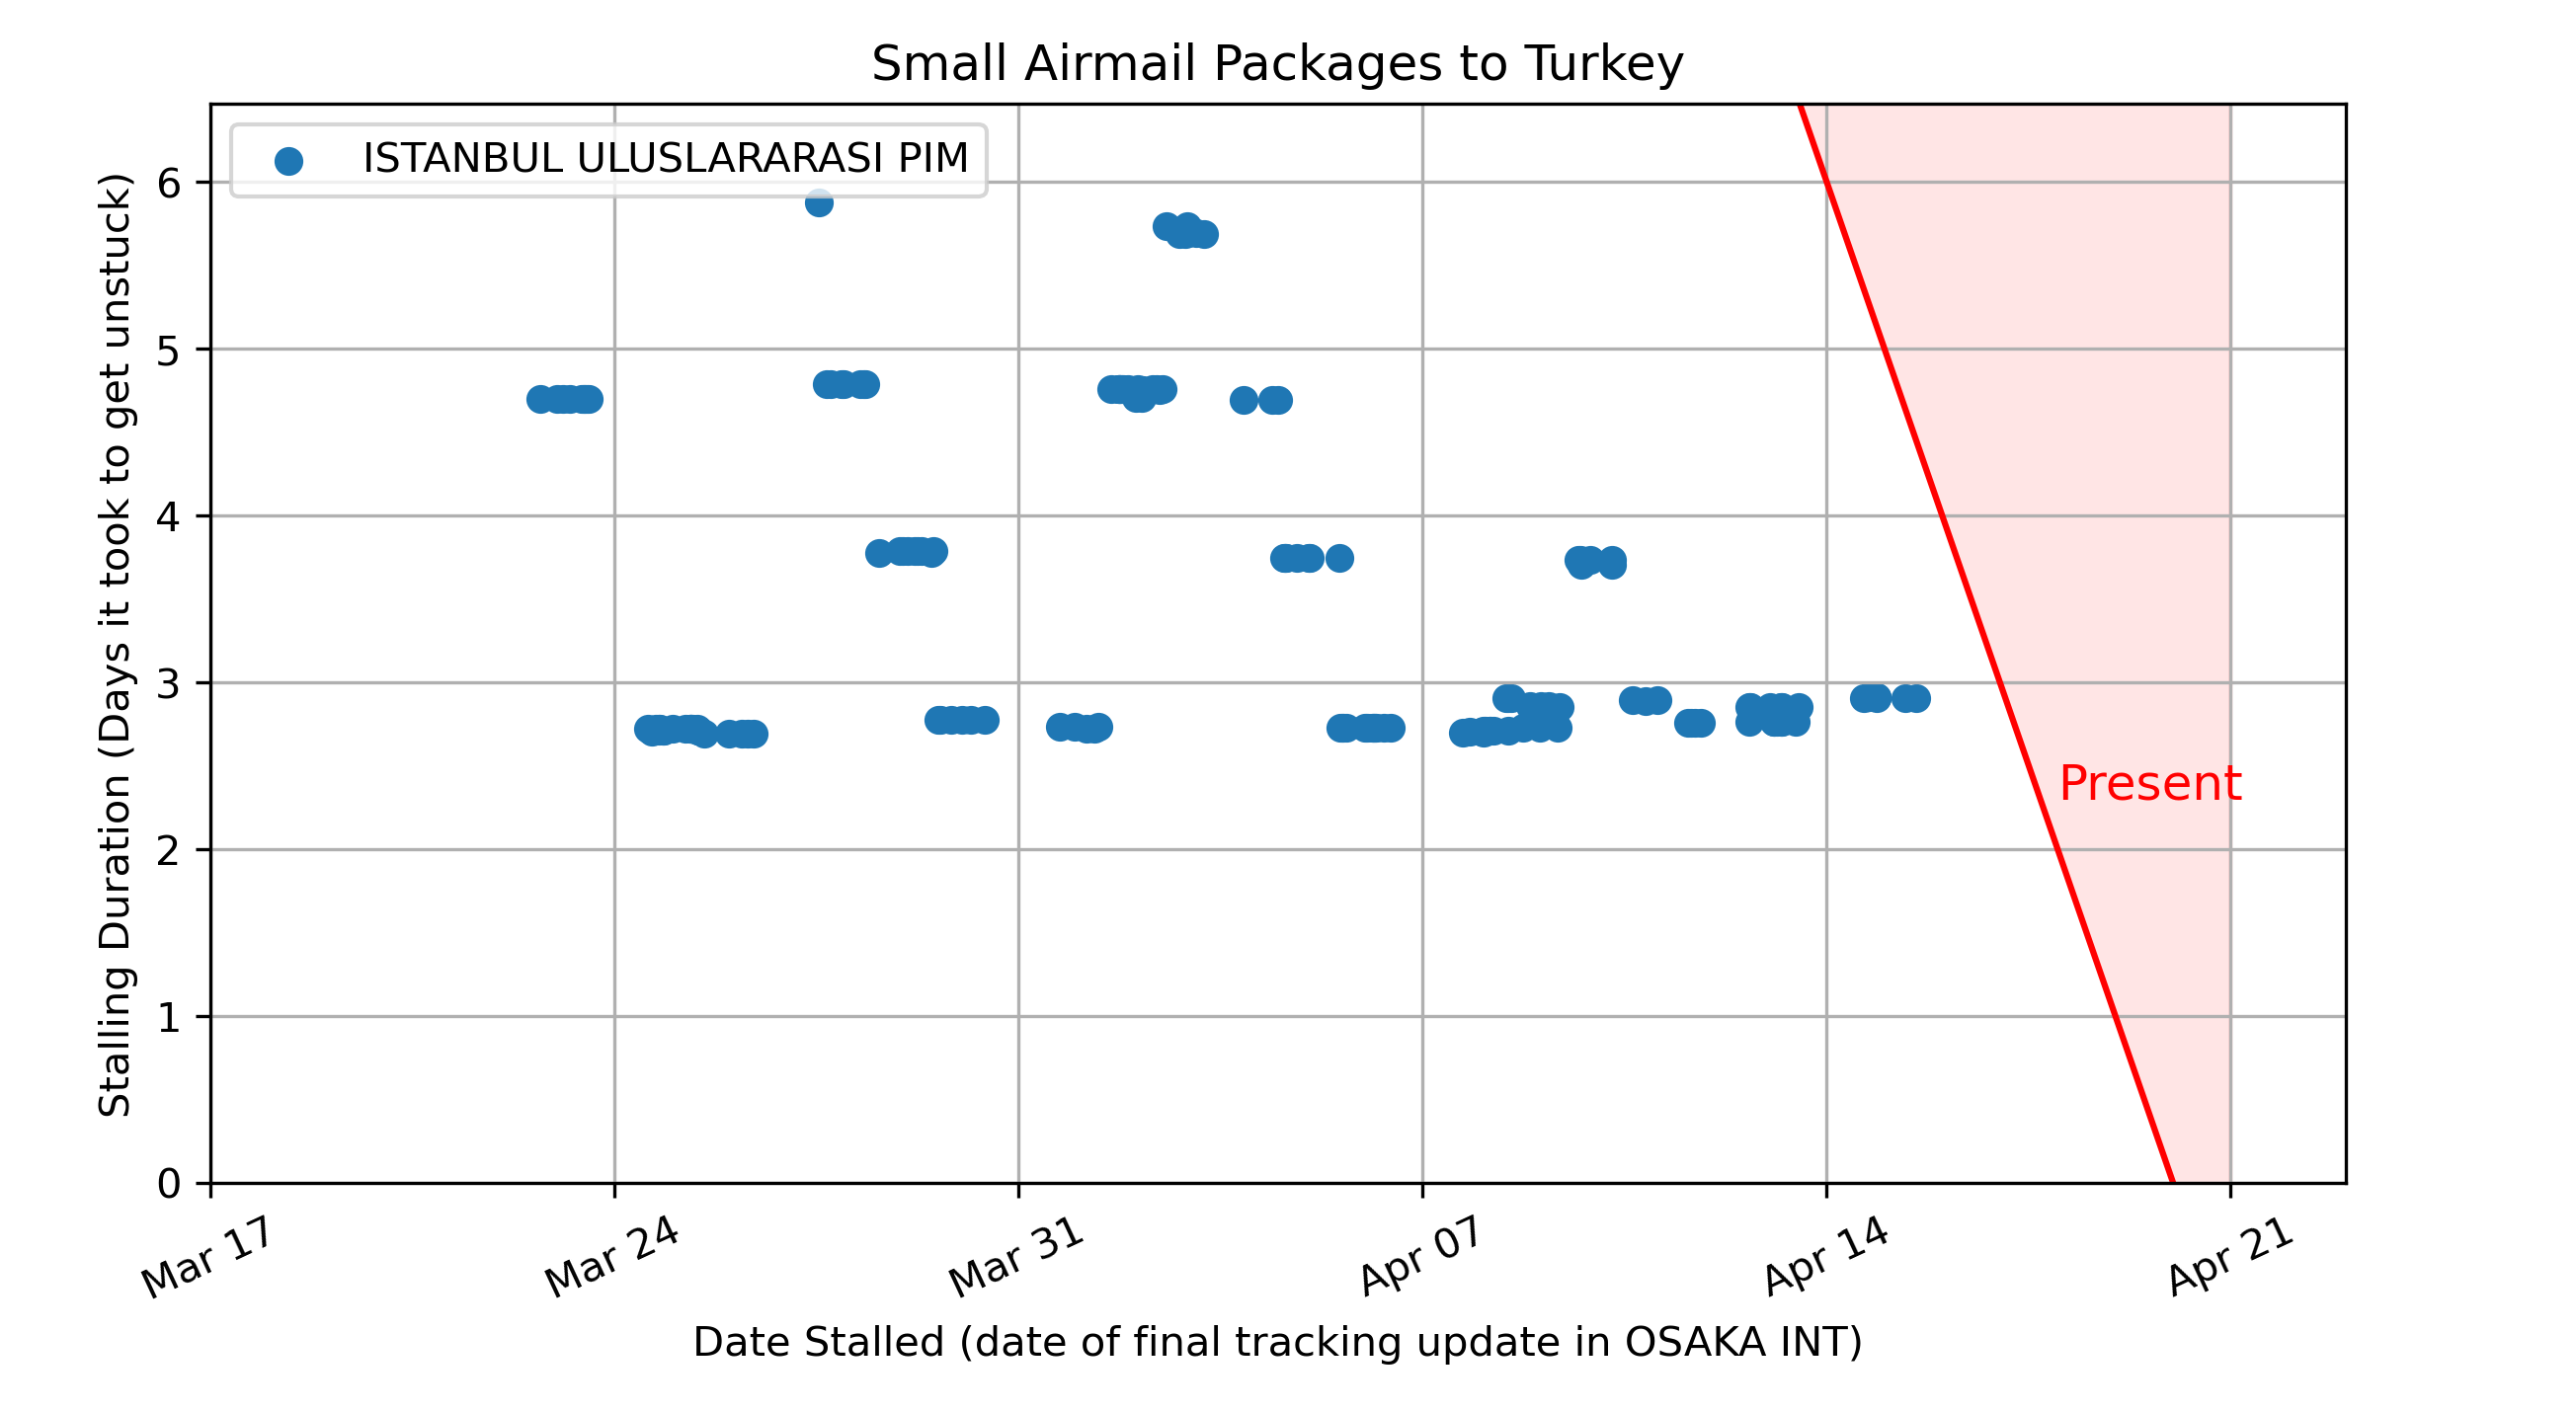 Small Airmail Packages to Turkey
ISTANBUL ULUSLARARASI PIM
Stalling Duration (Days it took to get unstuck)
6
5
4
3
2
1
0
Present
Mar 17
Mar 24
Mar 31
Apr 07
Apr 14
Apr 21
Date Stalled (date of final tracking update in OSAKA INT)